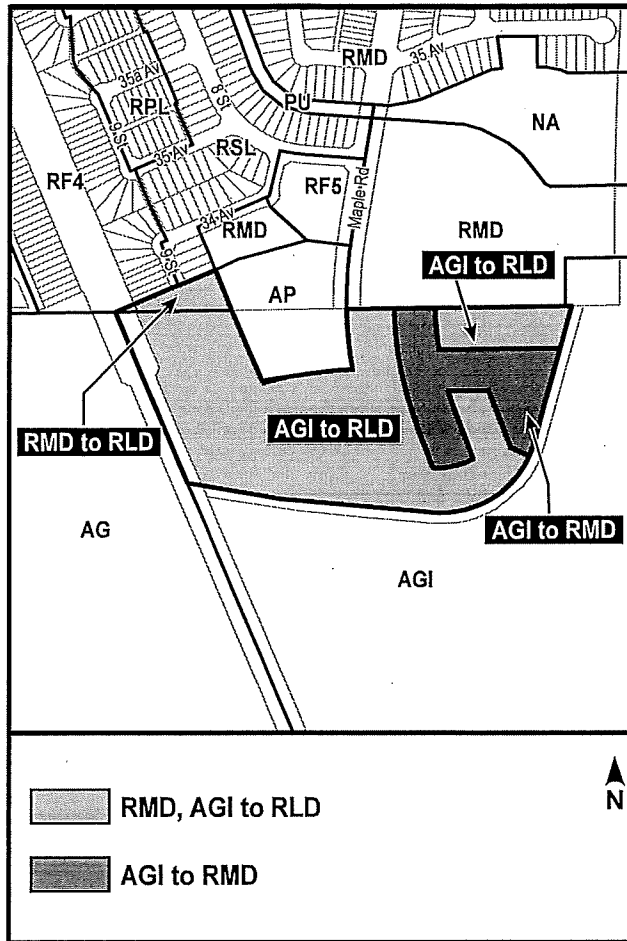 RMD
35 Av
35a Av
8 St
PU
RPL
NA
9 St
RSL
35 Av
RF4
RF5
Maple Rd
34 Av
RMD
RMD
9 St
AGI to RLD
AP
RMD to RLD
AGI to RLD
AGI to RMD
AG
AGI
RMD, AGI to RLD
N
AGI to RMD